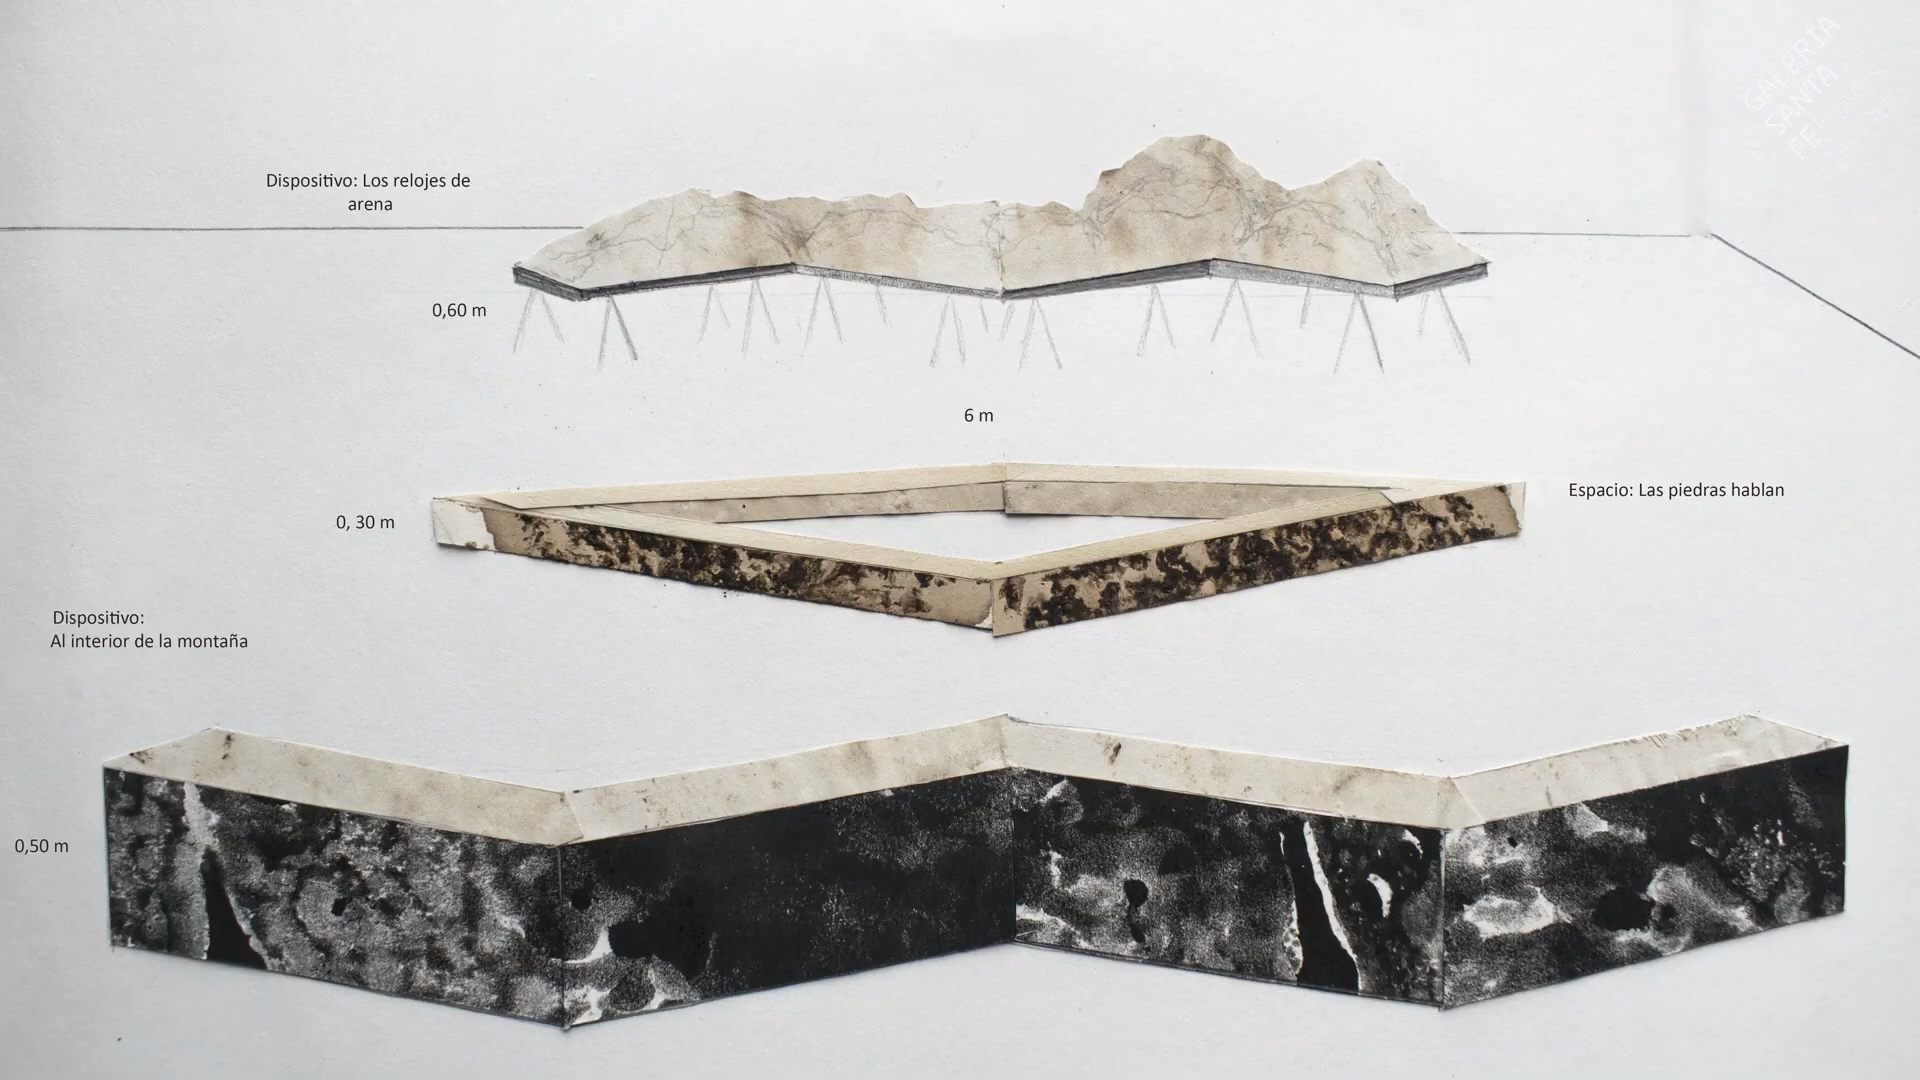 GALERÍA
SANTA
FE
Dispositivo: Los relojes de
arena
0,60 m
6 m
Espacio: Las piedras hablan
0, 30 m
Dispositivo:
Al interior de la montaña
0,50 m